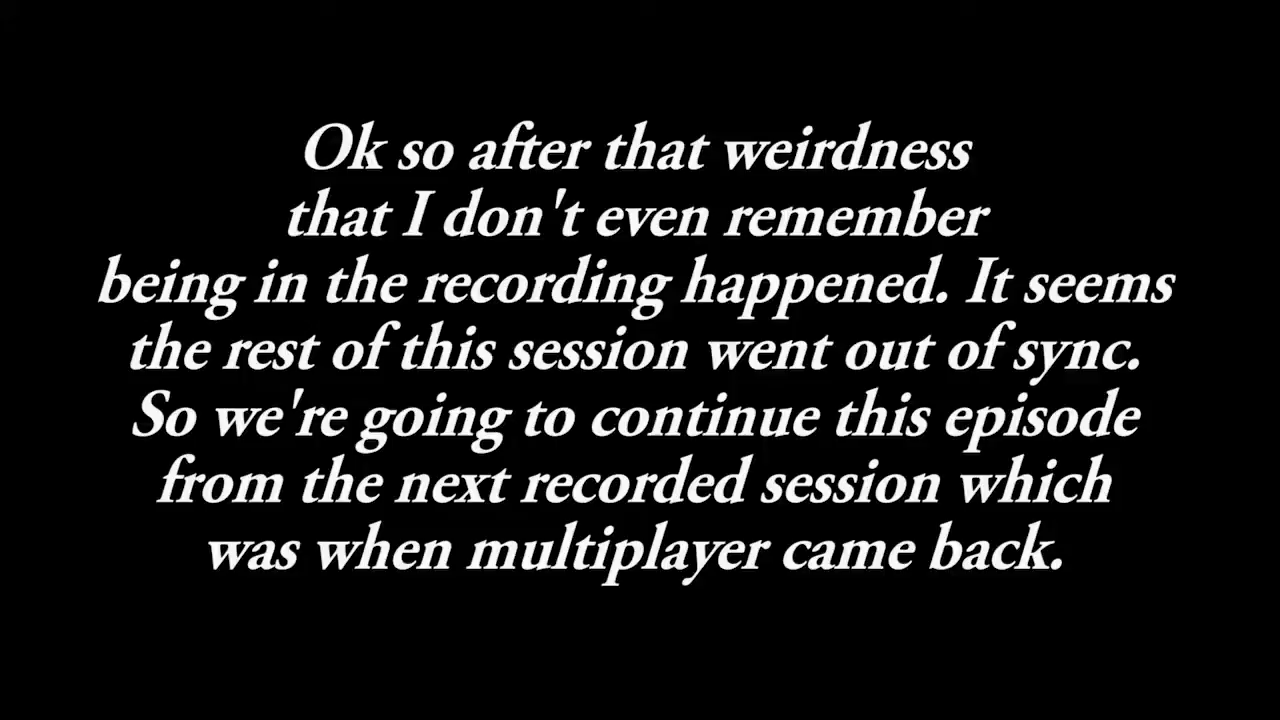 Ok so after that weirdness
that I don't even remember
being in the recording happened. It seems
the rest of this session went out of sync.
So we're going to continue this episode
from the next recorded session which
was when multiplayer came back.